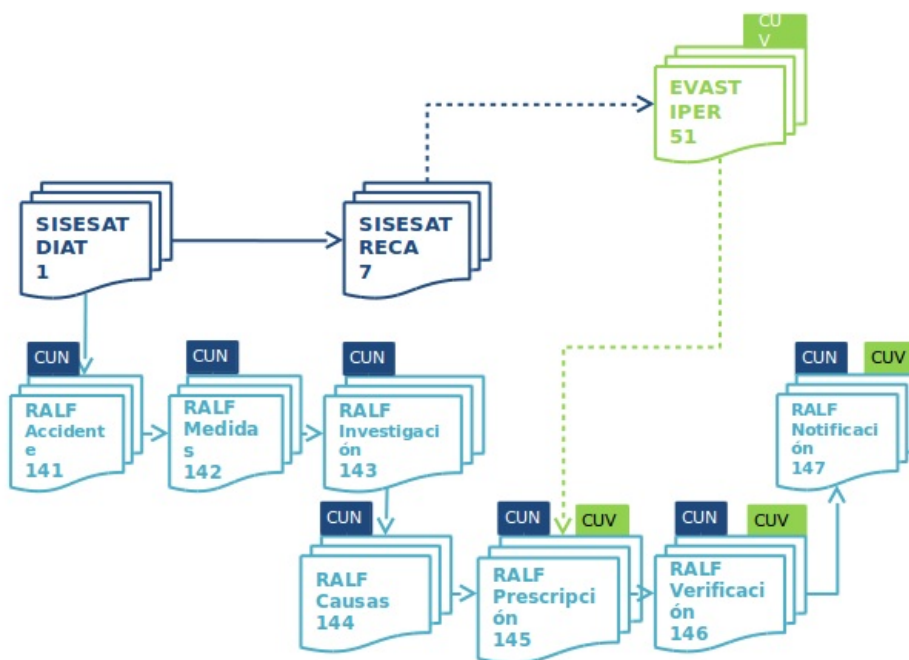 CU
V
EVAST
IPER
51
SISESAT
DIAT
1
SISESAT
RECA
7
CUN
RALF
Accident
e
141
CUN
RALF
Medida
s
142
CUN
RALF
Investigaci
ón
143
CUN
CUV
RALF
Notificaci
ón
147
CUN
RALF
Causas
144
CUN
CUV
RALF
Prescripci
ón
145
CUN
CUV
RALF
Verificaci
ón
146